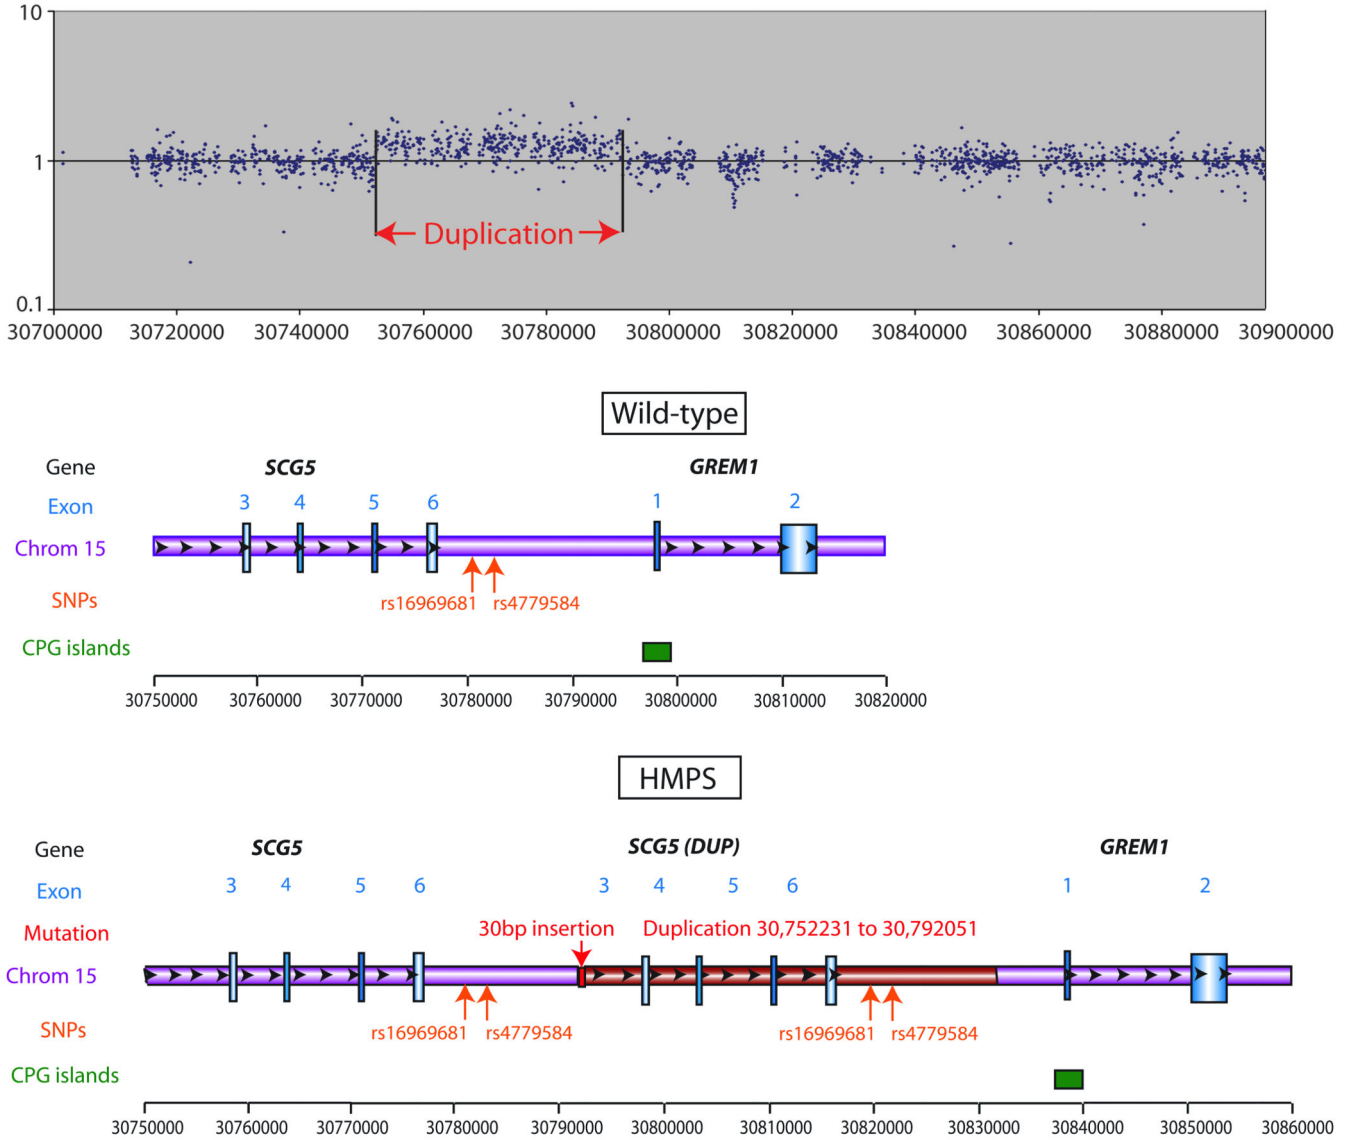 10
1
Duplication
0.1
30700000 30720000 30740000 30760000 30780000 30800000 30820000 30840000 30860000 30880000 30900000
Wild-type
Gene SCG5 GREM1
Exon 3 4 5 6 1 2
Chrom 15
SNPs rs16969681 rs4779584
CPG islands
30750000 30760000 30770000 30780000 30790000 30800000 30810000 30820000
HMPS
Gene SCG5 SCG5 (DUP) GREM1
Exon 3 4 5 6 3 4 5 6 1 2
Mutation 30bp insertion Duplication 30,752231 to 30,792051
Chrom 15
SNPs rs16969681 rs4779584 rs16969681 rs4779584
CPG islands
30750000 30760000 30770000 30780000 30790000 30800000 30810000 30820000 30830000 30840000 30850000 30860000